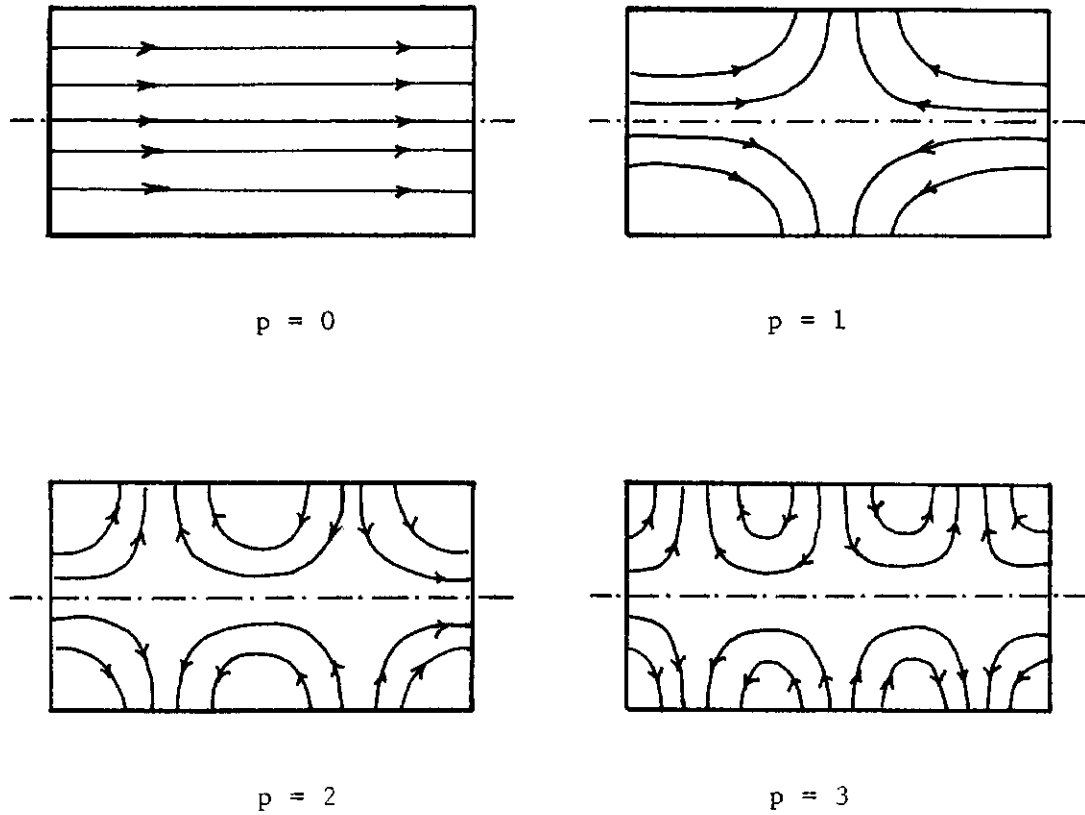 p = 0
p = 1
p = 2
p = 3